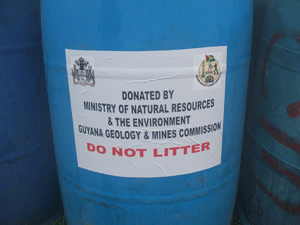 DONATED BY
MINISTRY OF NATURAL RESOURCES
& THE ENVIRONMENT
GUYANA GEOLOGY & MINES COMMISSION
DO NOT LITTER